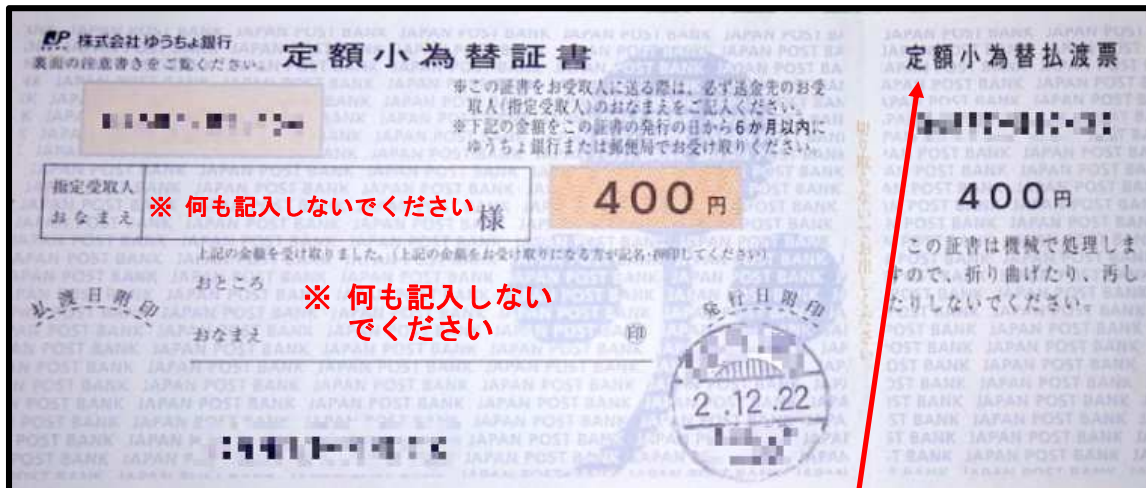 JP 株式会社 ゆうちょ銀行
裏面の注意書きをご覧ください。
定額小為替証書
※この証書をお受取人に送る際は、必ず送金先のお受
取人(指定受取人)のおなまえをご記入ください。
※下記の金額をこの証書の発行の日から6か月以内に
ゆうちょ銀行または郵便局でお受け取りください。
指定受取人
おなまえ
※ 何も記入しないでください
様
400円
上記の金額を受け取りました。(上記の金額をお受け取りになる方が記名・押印してください)
おところ
※ 何も記入しない
でください
おなまえ
印
払渡日附印
発行日附印
2.12.22
定額小為替払渡票
400円
この証書は機械で処理しま
すので、折り曲げたり、汚し
たりしないでください。
JAPAN POST BANK